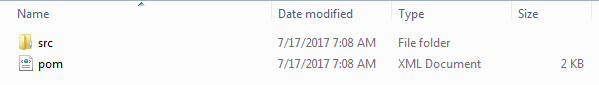 Name Date modified Type Size
src 7/17/2017 7:08 AM File folder
pom 7/17/2017 7:08 AM XML Document 2 KB